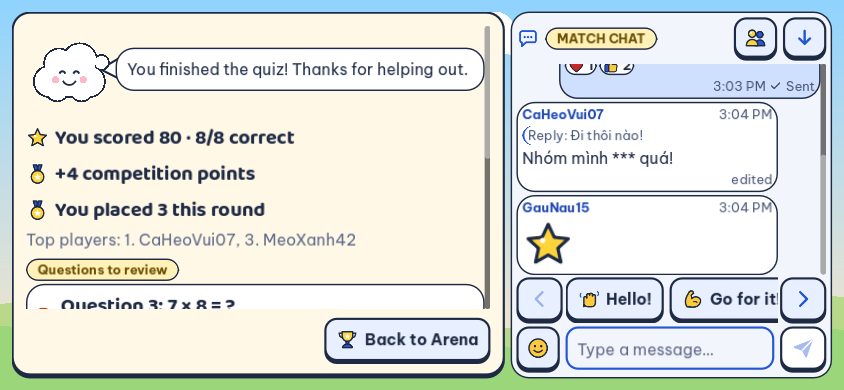 You finished the quiz! Thanks for helping out.
You scored 80 · 8/8 correct
+4 competition points
You placed 3 this round
Top players: 1. CaHeoVui07, 3. MeoXanh42
Questions to review
Question 3: 7 x 8 = ?
Back to Arena
MATCH CHAT
1 2
3:03 PM ✓ Sent
CaHeoVui07 3:04 PM
Reply: Đi thôi nào!
Nhóm mình *** quá!
edited
GauNau15 3:04 PM
Hello! Go for it!
Type a message...